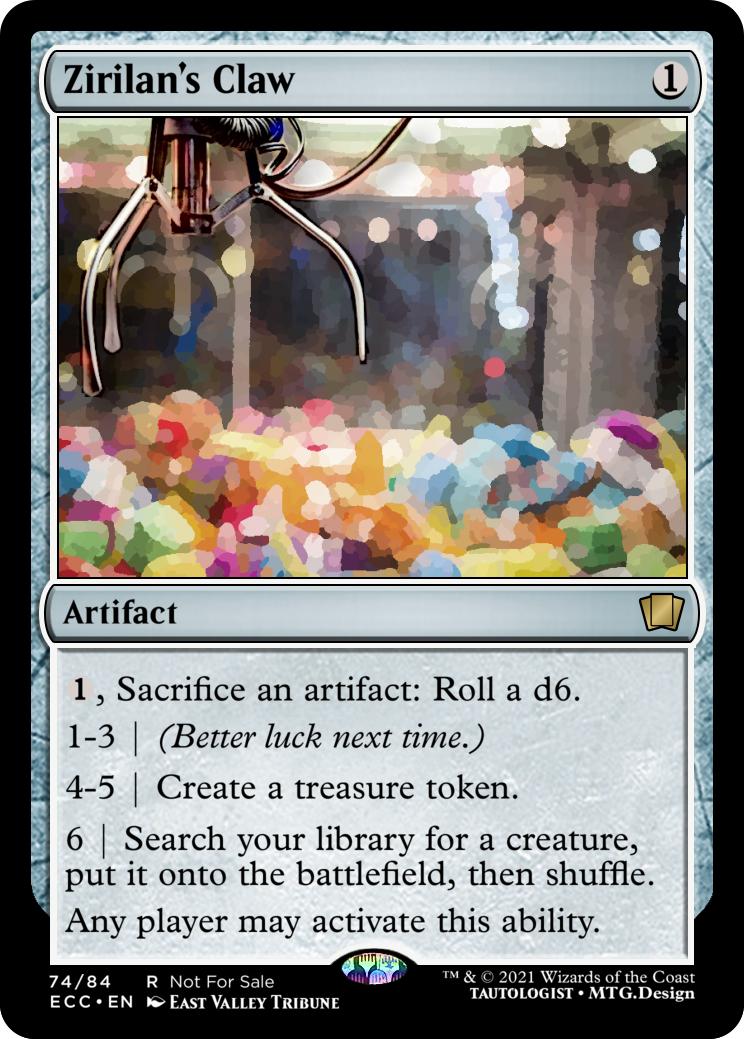 Zirilan's Claw 1
Artifact
1, Sacrifice an artifact: Roll a d6.
1-3 | (Better luck next time.)
4-5 | Create a treasure token.
6 | Search your library for a creature,
put it onto the battlefield, then shuffle.
Any player may activate this ability.
74/84 R Not For Sale
ECC • EN East Valley Tribune
™ & © 2021 Wizards of the Coast
TAUTOLOGIST • MTG.Design